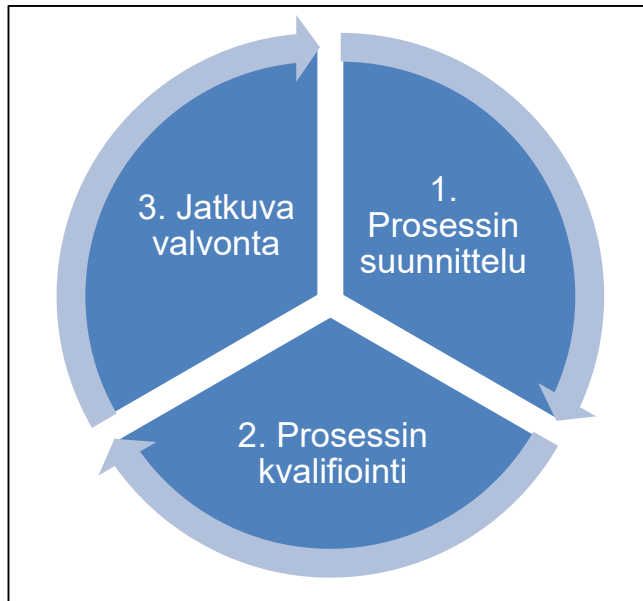 1.
Prosessin
suunnittelu
2. Prosessin
kvalifiointi
3. Jatkuva
valvonta